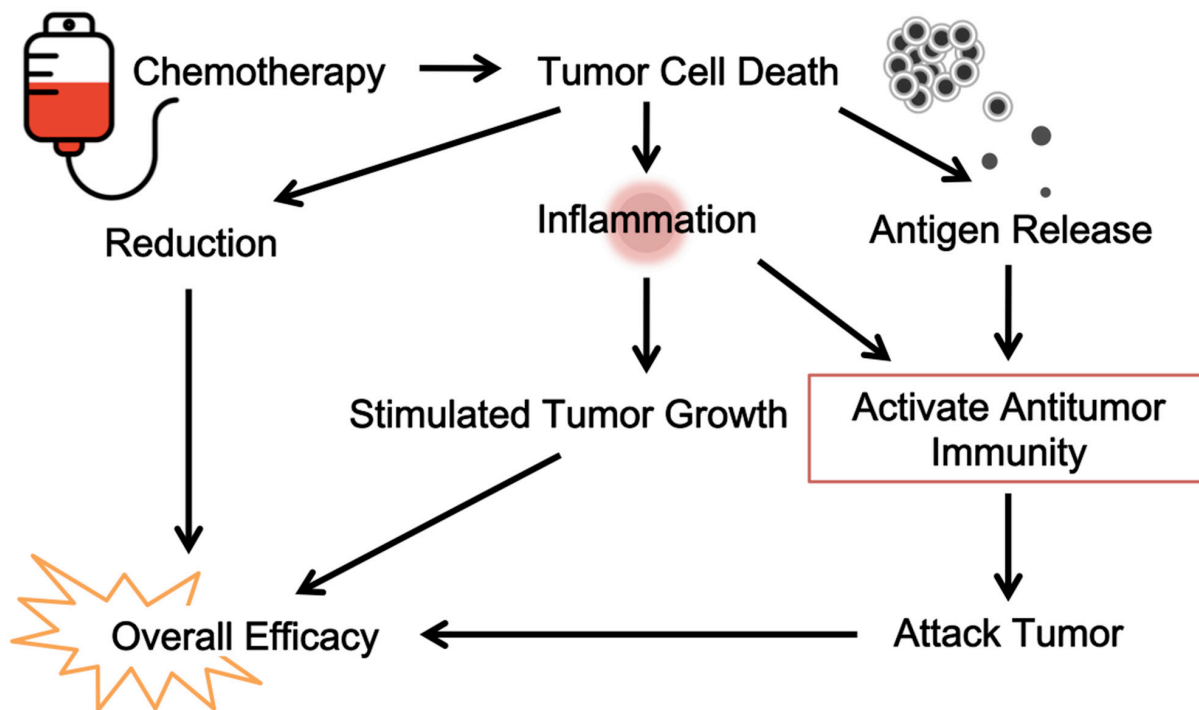 Chemotherapy
Tumor Cell Death
Reduction
Inflammation
Antigen Release
Stimulated Tumor Growth
Activate Antitumor
Immunity
Overall Efficacy
Attack Tumor